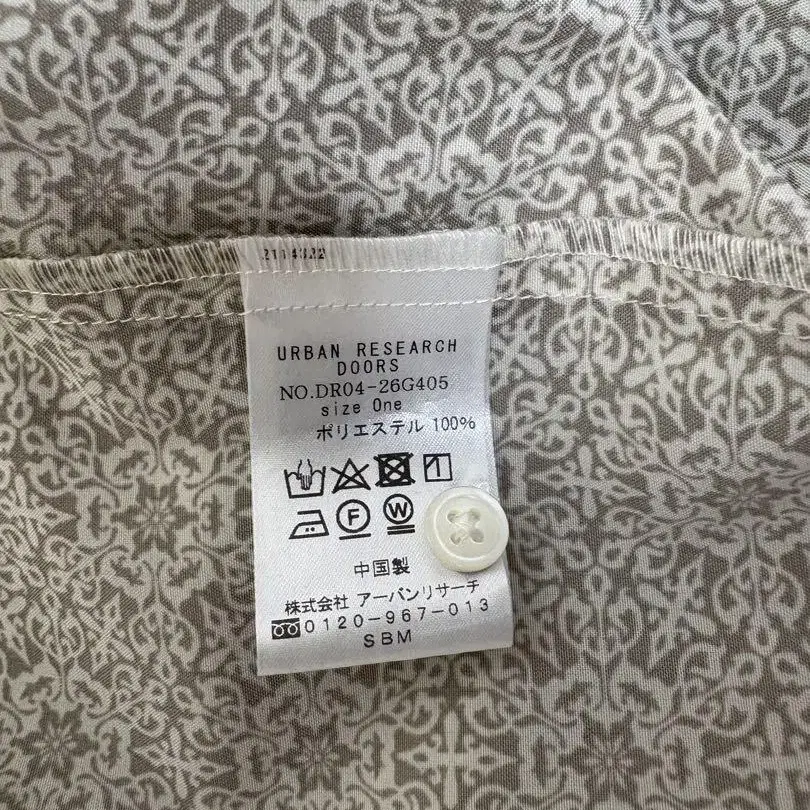 URBAN RESEARCH
DOORS
NO.DR04-26G405
size One
ポリエステル 100%
F W
中国製
株式会社 アーバンリサーチ
0120-967-013
SBM